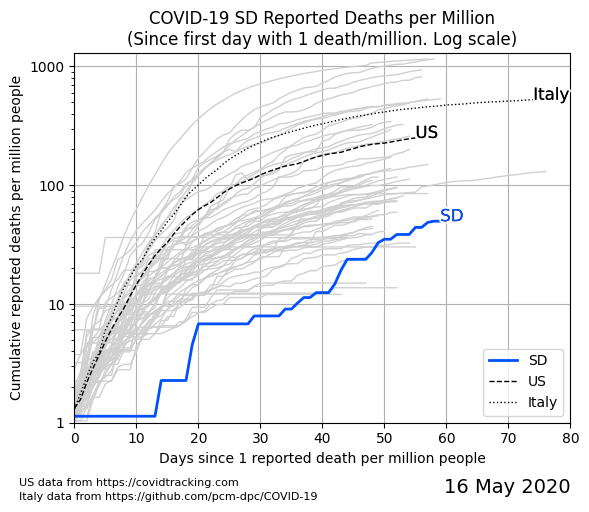 COVID-19 SD Reported Deaths per Million
(Since first day with 1 death/million. Log scale)
Cumulative reported deaths per million people
1000
100
10
1
Italy
US
SD
SD
US
Italy
0 10 20 30 40 50 60 70 80
Days since 1 reported death per million people
US data from https://covidtracking.com
Italy data from https://github.com/pcm-dpc/COVID-19
16 May 2020